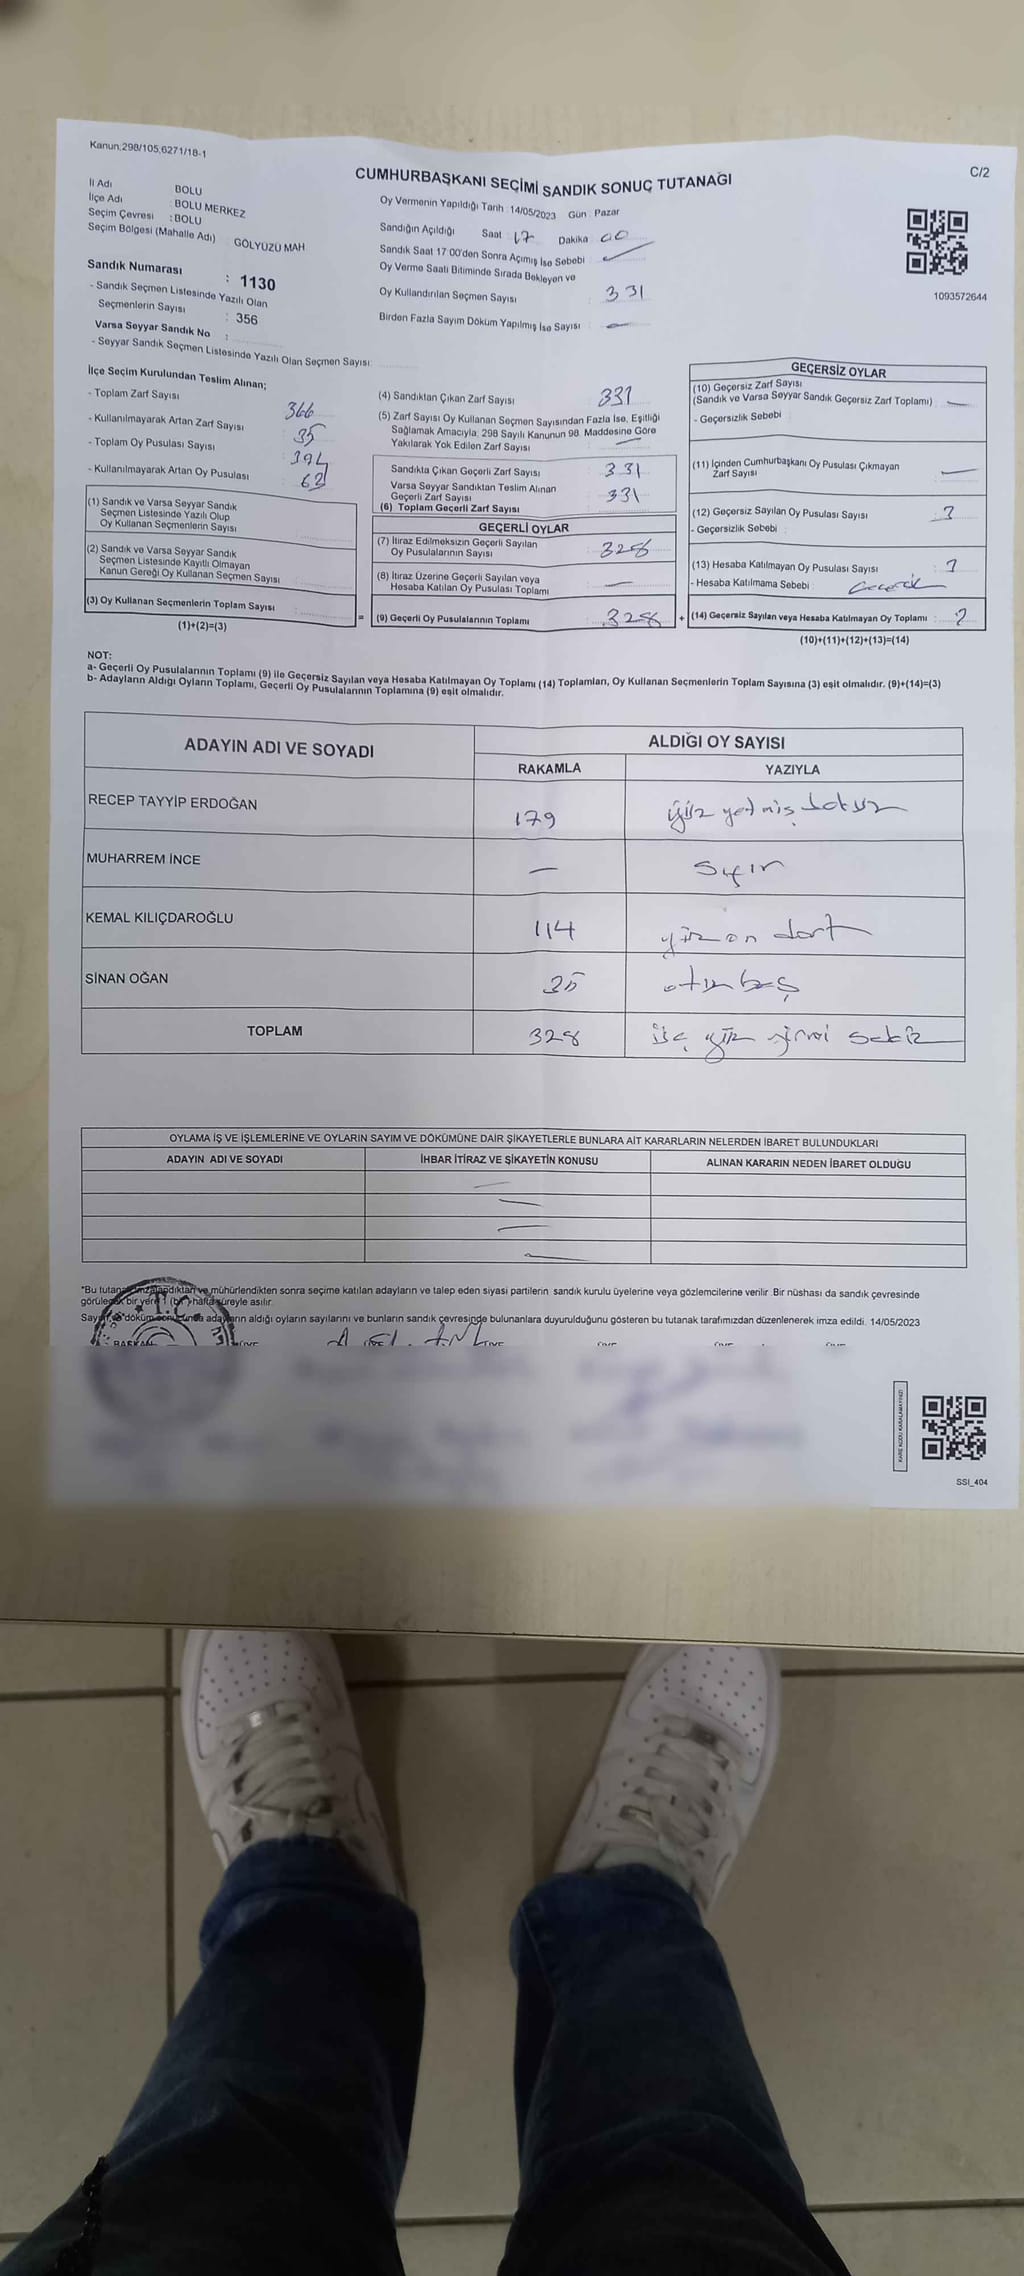 Kanun:298/105,6271/18-1
C/2
CUMHURBAŞKANI SEÇİMİ SANDIK SONUÇ TUTANAĞI
İl Adı : BOLU
İlçe Adı : BOLU MERKEZ
Seçim Çevresi : BOLU
Seçim Bölgesi (Mahalle Adı) : GÖLYÜZÜ MAH
Sandık Numarası : 1130
- Sandık Seçmen Listesinde Yazılı Olan
Seçmenlerin Sayısı : 356
Varsa Seyyar Sandık No :
- Seyyar Sandık Seçmen Listesinde Yazılı Olan Seçmen Sayısı:
Oy Vermenin Yapıldığı Tarih : 14/05/2023 Gün : Pazar
Sandığın Açıldığı Saat 17 Dakika 00
Sandık Saat 17:00'den Sonra Açımış İse Sebebi
Oy Verme Saati Bitiminde Sırada Bekleyen ve
Oy Kullandırılan Seçmen Sayısı : 331
Birden Fazla Sayım Döküm Yapılmış İse Sayısı : —
1093572644
İlçe Seçim Kurulundan Teslim Alınan;
- Toplam Zarf Sayısı 366
- Kullanılmayarak Artan Zarf Sayısı 35
- Toplam Oy Pusulası Sayısı 394
- Kullanılmayarak Artan Oy Pusulası
(1) Sandık ve Varsa Seyyar Sandık
Seçmen Listesinde Yazılı Olup
Oy Kullanan Seçmenlerin Sayısı
(2) Sandık ve Varsa Seyyar Sandık
Seçmen Listesinde Kayıtlı Olmayan
Kanun Gereği Oy Kullanan Seçmen Sayısı
(3) Oy Kullanan Seçmenlerin Toplam Sayısı
(1)+(2)=(3)
=
(4) Sandıktan Çıkan Zarf Sayısı 331
(5) Zarf Sayısı Oy Kullanan Seçmen Sayısından Fazla İse, Eşitliği
Sağlamak Amacıyla, 298 Sayılı Kanunun 98. Maddesine Göre
Yakılarak Yok Edilen Zarf Sayısı —
Sandıkta Çıkan Geçerli Zarf Sayısı 331
Varsa Seyyar Sandıktan Teslim Alınan
Geçerli Zarf Sayısı 331
(6) Toplam Geçerli Zarf Sayısı
GEÇERLİ OYLAR
(7) İtiraz Edilmeksizin Geçerli Sayılan
Oy Pusulalarının Sayısı : 328
(8) İtiraz Üzerine Geçerli Sayılan veya
Hesaba Katılan Oy Pusulası Toplamı : —
(9) Geçerli Oy Pusulalarının Toplamı : 328
+
GEÇERSİZ OYLAR
(10) Geçersiz Zarf Sayısı
(Sandık ve Varsa Seyyar Sandık Geçersiz Zarf Toplamı) : —
- Geçersizlik Sebebi :
(11) İçinden Cumhurbaşkanı Oy Pusulası Çıkmayan
Zarf Sayısı : —
(12) Geçersiz Sayılan Oy Pusulası Sayısı : 3
- Geçersizlik Sebebi :
(13) Hesaba Katılmayan Oy Pusulası Sayısı :
- Hesaba Katılmama Sebebi :
(14) Geçersiz Sayılan veya Hesaba Katılmayan Oy Toplamı :
(10)+(11)+(12)+(13)=(14)
NOT:
a- Geçerli Oy Pusulalarının Toplamı (9) ile Geçersiz Sayılan veya Hesaba Katılmayan Oy Toplamı (14) Toplamları, Oy Kullanan Seçmenlerin Toplam Sayısına (3) eşit olmalıdır. (9)+(14)=(3)
b- Adayların Aldığı Oyların Toplamı, Geçerli Oy Pusulalarının Toplamına (9) eşit olmalıdır.
ADAYIN ADI VE SOYADI
ALDIĞI OY SAYISI
RAKAMLA YAZIYLA
RECEP TAYYİP ERDOĞAN 179 yüz yetmiş dokuz
MUHARREM İNCE — sıfır
KEMAL KILIÇDAROĞLU 114 yüz on dört
SİNAN OĞAN 35 otuz beş
TOPLAM 328 üç yüz yirmi sekiz
OYLAMA İŞ VE İŞLEMLERİNE VE OYLARIN SAYIM VE DÖKÜMÜNE DAİR ŞİKAYETLERLE BUNLARA AİT KARARLARIN NELERDEN İBARET BULUNDUKLARI
ADAYIN ADI VE SOYADI İHBAR İTİRAZ VE ŞİKAYETİN KONUSU ALINAN KARARIN NEDEN İBARET OLDUĞU
*Bu tutanak imzalandıktan ve mühürlendikten sonra seçime katılan adayların ve talep eden siyasi partilerin sandık kurulu üyelerine veya gözlemcilerine verilir. Bir nüshası da sandık çevresinde
görülecek bir yere 1 (bir) hafta süreyle asılır.
Sayım ve döküm sonucunda adayların aldığı oyların sayılarını ve bunların sandık çevresinde bulunanlara duyurulduğunu gösteren bu tutanak tarafımızdan düzenlenerek imza edildi. 14/05/2023
T.C.
BAŞKAN
KARE KODU KARALAMAYINIZ!
SSI_404